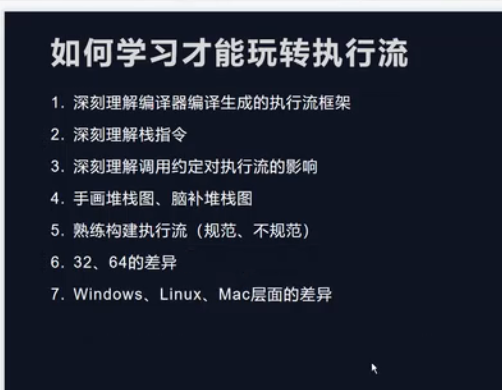 如何学习才能玩转执行流
1. 深刻理解编译器编译生成的执行流框架
2. 深刻理解栈指令
3. 深刻理解调用约定对执行流的影响
4. 手画堆栈图、脑补堆栈图
5. 熟练构建执行流（规范、不规范）
6. 32、64的差异
7. Windows、Linux、Mac层面的差异